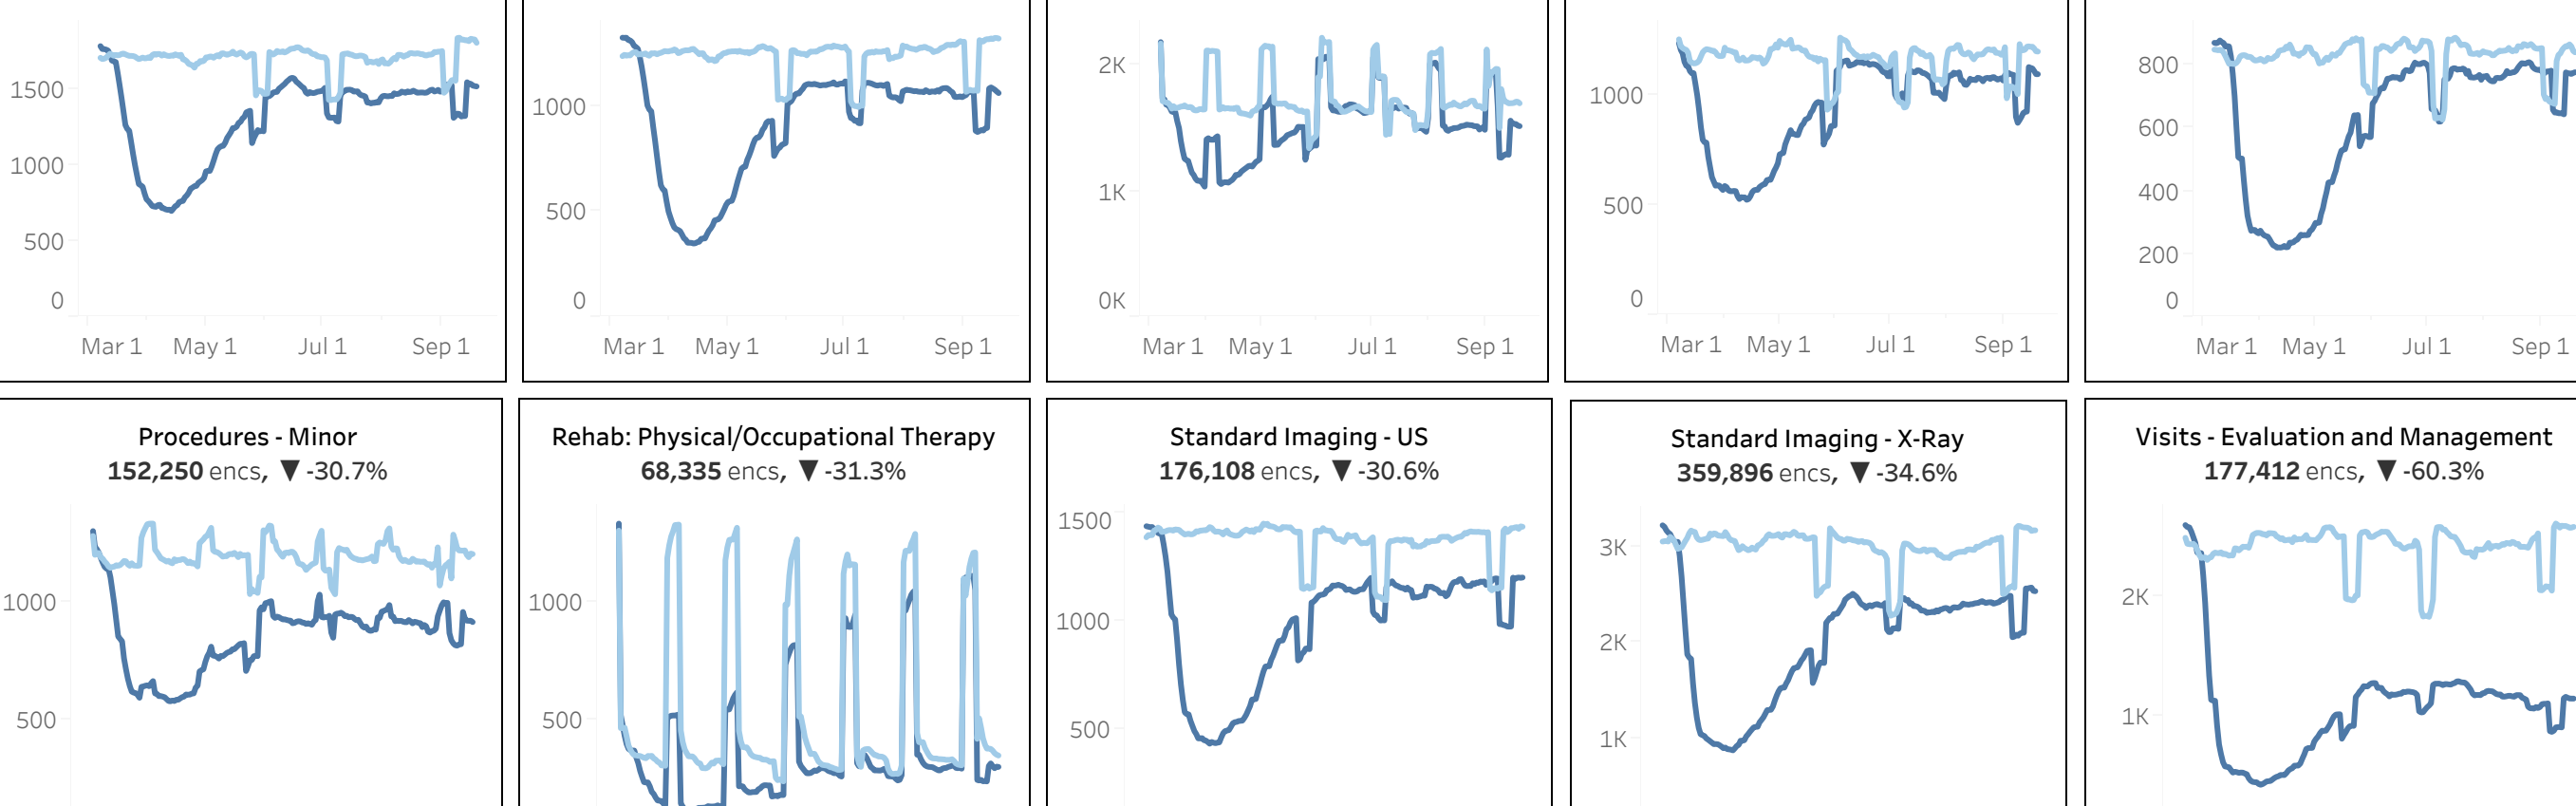 1500
1000
500
0
Mar 1 May 1 Jul 1 Sep 1
1000
500
0
Mar 1 May 1 Jul 1 Sep 1
2K
1K
0K
Mar 1 May 1 Jul 1 Sep 1
1000
500
0
Mar 1 May 1 Jul 1 Sep 1
800
600
400
200
0
Mar 1 May 1 Jul 1 Sep 1
Procedures - Minor
152,250 encs, ▼ -30.7%
1000
500
Rehab: Physical/Occupational Therapy
68,335 encs, ▼ -31.3%
1000
500
Standard Imaging - US
176,108 encs, ▼ -30.6%
1500
1000
500
Standard Imaging - X-Ray
359,896 encs, ▼ -34.6%
3K
2K
1K
Visits - Evaluation and Management
177,412 encs, ▼ -60.3%
2K
1K